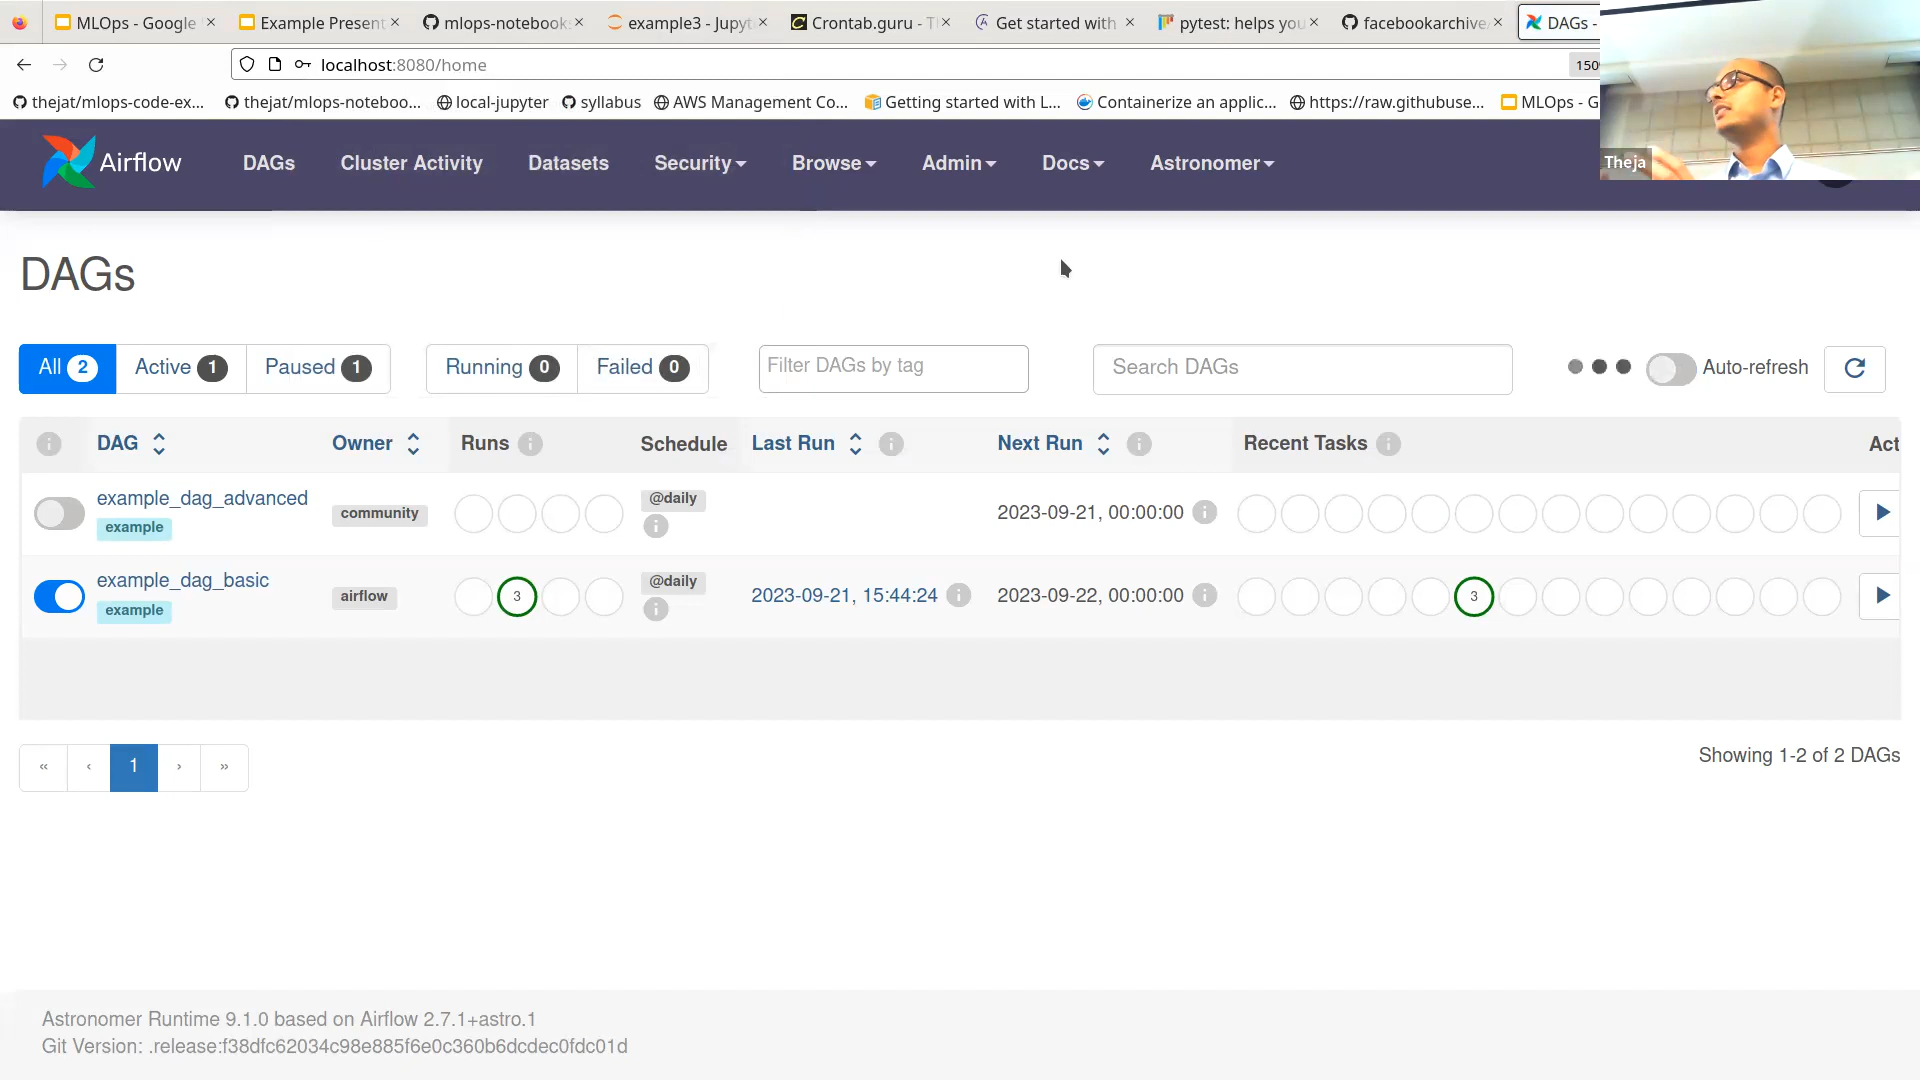 MLOps - Google
Example Present
mlops-notebook
example3 - Jupyt
Crontab.guru - T
Get started with
pytest: helps you
facebookarchive
DAGs -
localhost:8080/home
150
thejat/mlops-code-ex...
thejat/mlops-noteboo...
local-jupyter
syllabus
AWS Management Co...
Getting started with L...
Containerize an applic...
https://raw.githubuse...
MLOps - G
Theja
Airflow
DAGs
Cluster Activity
Datasets
Security
Browse
Admin
Docs
Astronomer
DAGs
All 2
Active 1
Paused 1
Running 0
Failed 0
Filter DAGs by tag
Search DAGs
Auto-refresh
DAG
Owner
Runs
Schedule
Last Run
Next Run
Recent Tasks
Act
example_dag_advanced
example
community
@daily
2023-09-21, 00:00:00
example_dag_basic
example
airflow
3
@daily
2023-09-21, 15:44:24
2023-09-22, 00:00:00
3
« ‹ 1 › »
Showing 1-2 of 2 DAGs
Astronomer Runtime 9.1.0 based on Airflow 2.7.1+astro.1
Git Version: .release:f38dfc62034c98e885f6e0c360b6dcdec0fdc01d